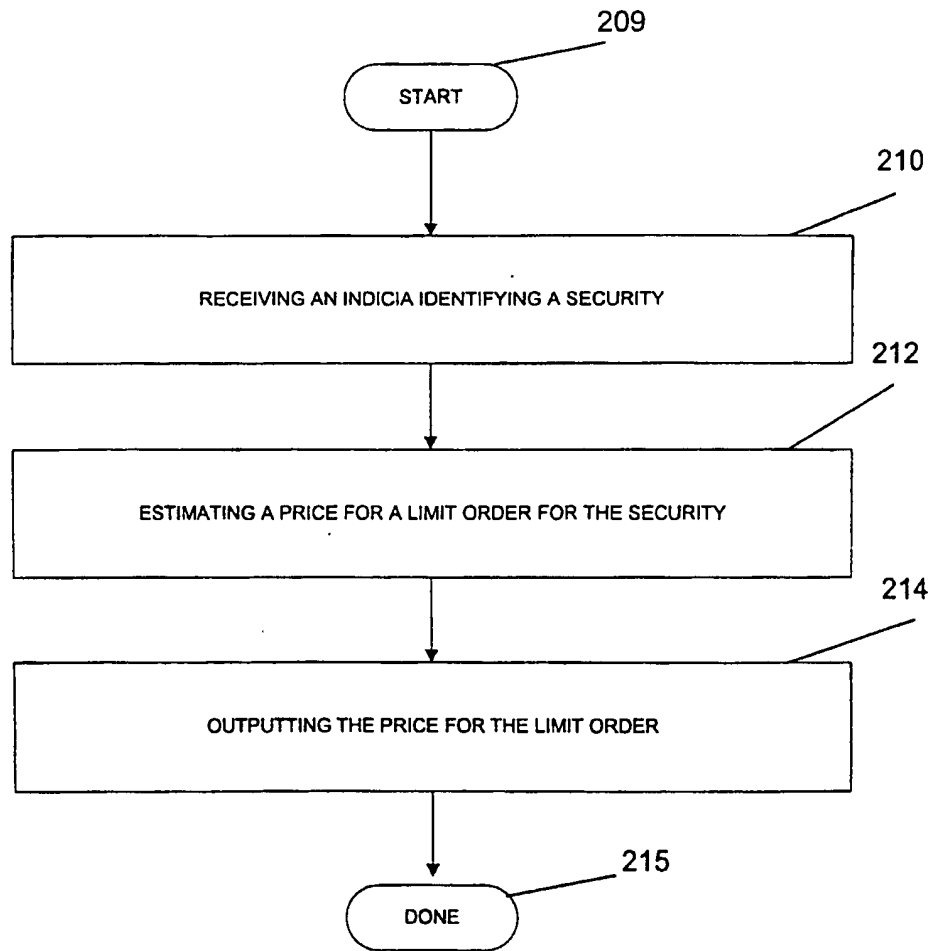 209
START
210
RECEIVING AN INDICIA IDENTIFYING A SECURITY
212
ESTIMATING A PRICE FOR A LIMIT ORDER FOR THE SECURITY
214
OUTPUTTING THE PRICE FOR THE LIMIT ORDER
215
DONE